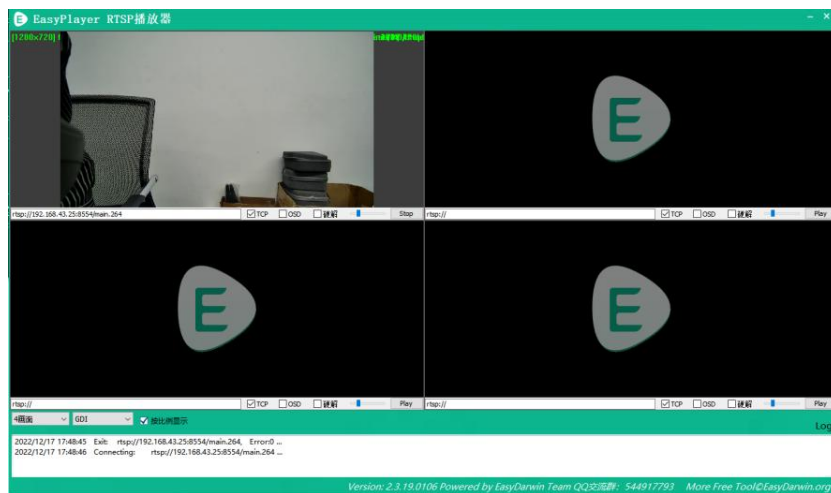 EasyPlayer RTSP播放器
[1280x720]
rtsp://192.168.43.25:8554/main.264 TCP OSD 硬解 Stop
rtsp:// TCP OSD 硬解 Play
E
E
E
rtsp:// TCP OSD 硬解 Play
rtsp:// TCP OSD 硬解 Play
4画面 GDI 按比例显示
Log
2022/12/17 17:48:45 Exit: rtsp://192.168.43.25:8554/main.264, Error:0 ...
2022/12/17 17:48:46 Connecting: rtsp://192.168.43.25:8554/main.264 ...
Version: 2.3.19.0106 Powered by EasyDarwin Team QQ交流群: 544917793 More Free Tool©EasyDarwin.org